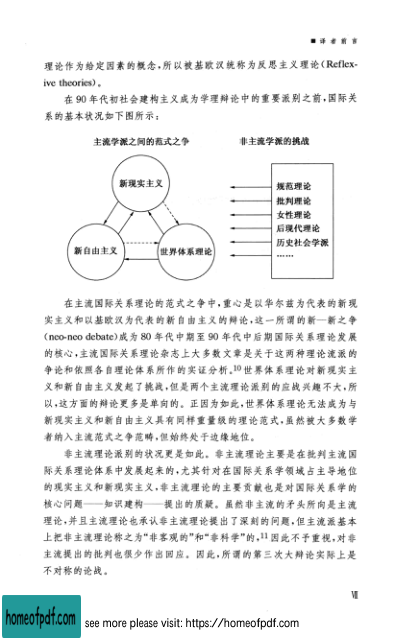 ■ 译者前言
理论作为给定因素的概念,所以被基欧汉统称为反思主义理论(Reflex-
ive theories)。
在90年代初社会建构主义成为学理辩论中的重要派别之前,国际关
系的基本状况如下图所示:
主流学派之间的范式之争 非主流学派的挑战
新现实主义
新自由主义
世界体系理论
规范理论
批判理论
女性理论
后现代理论
历史社会学派
……
在主流国际关系理论的范式之争中,重心是以华尔兹为代表的新现
实主义和以基欧汉为代表的新自由主义的辩论,这一所谓的新—新之争
(neo-neo debate)成为80年代中期至90年代中后期国际关系理论发展
的核心,主流国际关系理论杂志上大多数文章是关于这两种理论流派的
争论和依照各自理论体系所作的实证分析。10世界体系理论对新现实主
义和新自由主义发起了挑战,但是两个主流理论派别的应战兴趣不大,所
以,这方面的辩论更多是单向的。正因为如此,世界体系理论无法成为与
新现实主义和新自由主义具有同样重量级的理论范式,虽然被大多数学
者纳入主流范式之争范畴,但始终处于边缘地位。
非主流理论派别的状况更是如此。非主流理论主要是在批判主流国
际关系理论体系中发展起来的,尤其针对在国际关系学领域占主导地位
的现实主义和新现实主义,非主流理论的主要贡献也是对国际关系学的
核心问题——知识建构——提出的质疑。虽然非主流的矛头所向是主流
理论,并且主流理论也承认非主流理论提出了深刻的问题,但主流派基本
上把非主流理论称之为“非客观的”和“非科学”的,11因此不予重视,对非
主流提出的批判也很少作出回应。因此,所谓的第三次大辩论实际上是
不对称的论战。
Ⅶ
homeofpdf.com
see more please visit: https://homeofpdf.com